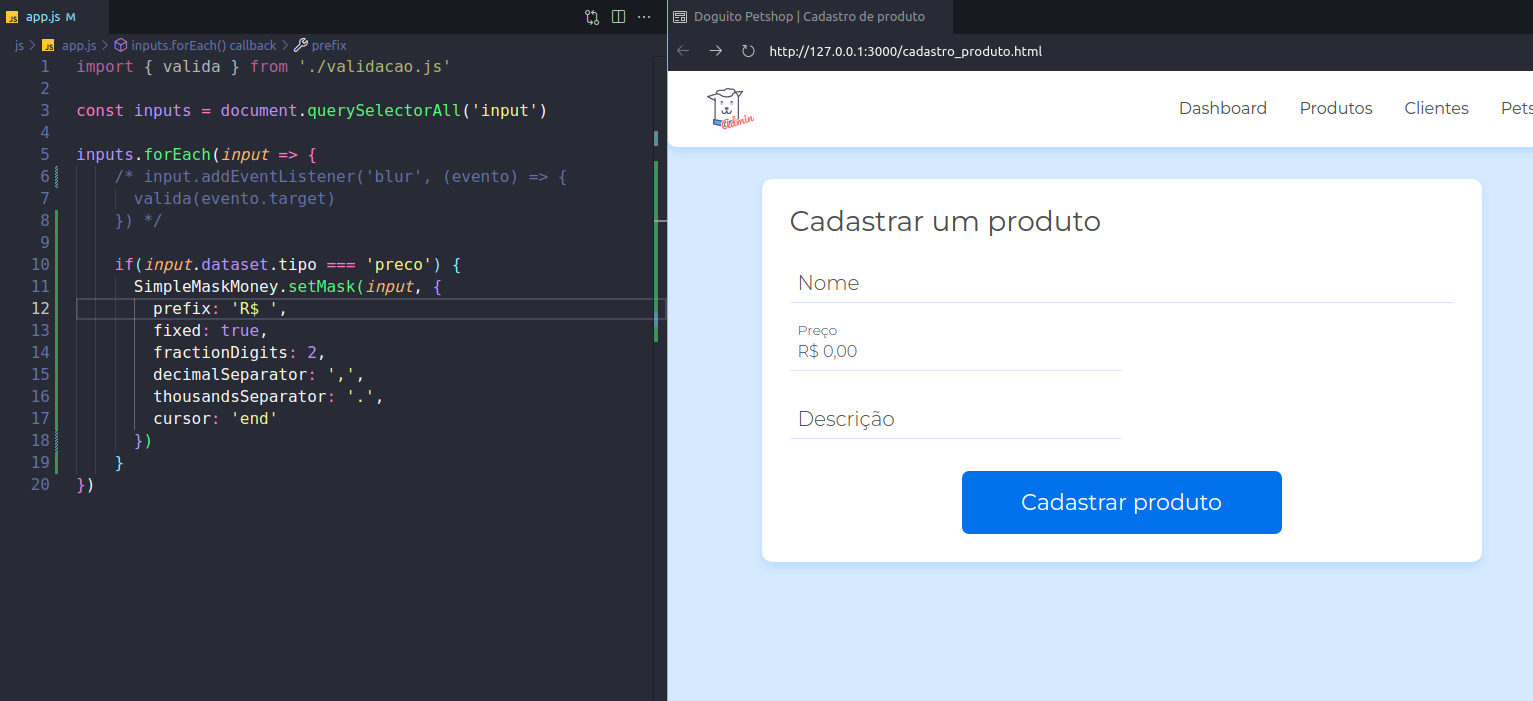 JS app.js M
js > JS app.js > inputs.forEach() callback > prefix
1 import { valida } from './validacao.js'
2
3 const inputs = document.querySelectorAll('input')
4
5 inputs.forEach(input => {
6 /* input.addEventListener('blur', (evento) => {
7 valida(evento.target)
8 }) */
9
10 if(input.dataset.tipo === 'preco') {
11 SimpleMaskMoney.setMask(input, {
12 prefix: 'R$ ',
13 fixed: true,
14 fractionDigits: 2,
15 decimalSeparator: ',',
16 thousandsSeparator: '.',
17 cursor: 'end'
18 })
19 }
20 })
Doguito Petshop | Cadastro de produto
http://127.0.0.1:3000/cadastro_produto.html
@dmin
Dashboard Produtos Clientes Pets
Cadastrar um produto
Nome
Preço
R$ 0,00
Descrição
Cadastrar produto